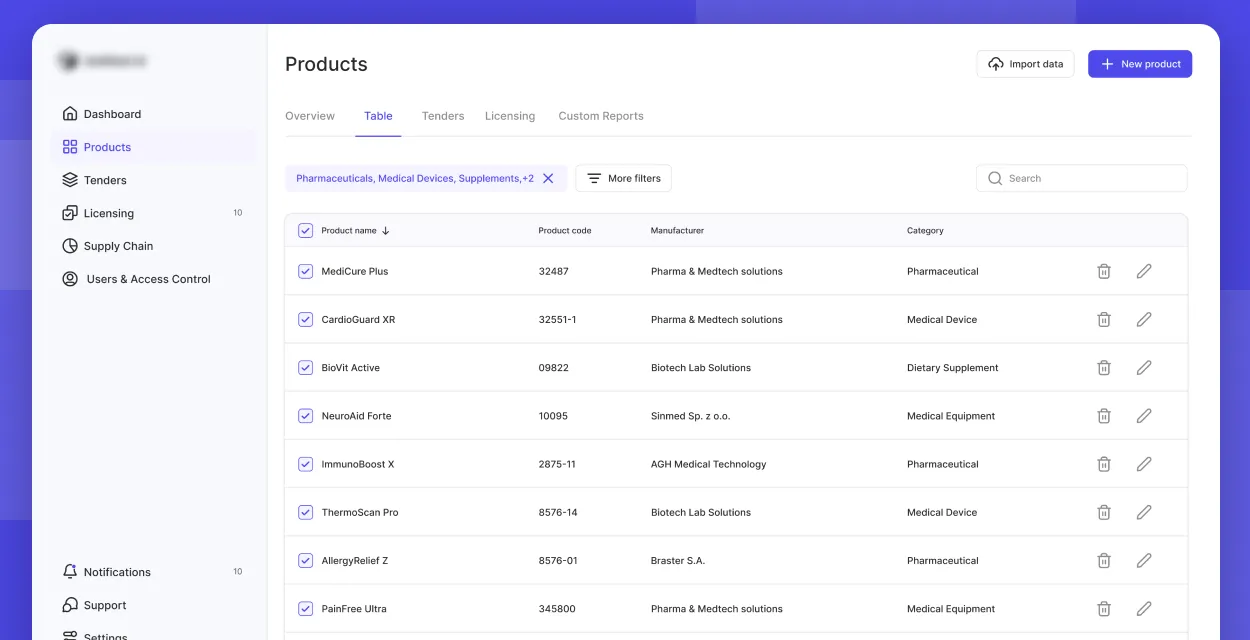 Products
Import data
New product
Dashboard
Products
Tenders
Licensing 10
Supply Chain
Users & Access Control
Overview Table Tenders Licensing Custom Reports
Pharmaceuticals, Medical Devices, Supplements,+2
More filters
Search
Product name Product code Manufacturer Category
MediCure Plus 32487 Pharma & Medtech solutions Pharmaceutical
CardioGuard XR 32551-1 Pharma & Medtech solutions Medical Device
BioVit Active 09822 Biotech Lab Solutions Dietary Supplement
NeuroAid Forte 10095 Sinmed Sp. z o.o. Medical Equipment
ImmunoBoost X 2875-11 AGH Medical Technology Pharmaceutical
ThermoScan Pro 8576-14 Biotech Lab Solutions Medical Device
AllergyRelief Z 8576-01 Braster S.A. Pharmaceutical
PainFree Ultra 345800 Pharma & Medtech solutions Medical Equipment
Notifications 10
Support
Settings